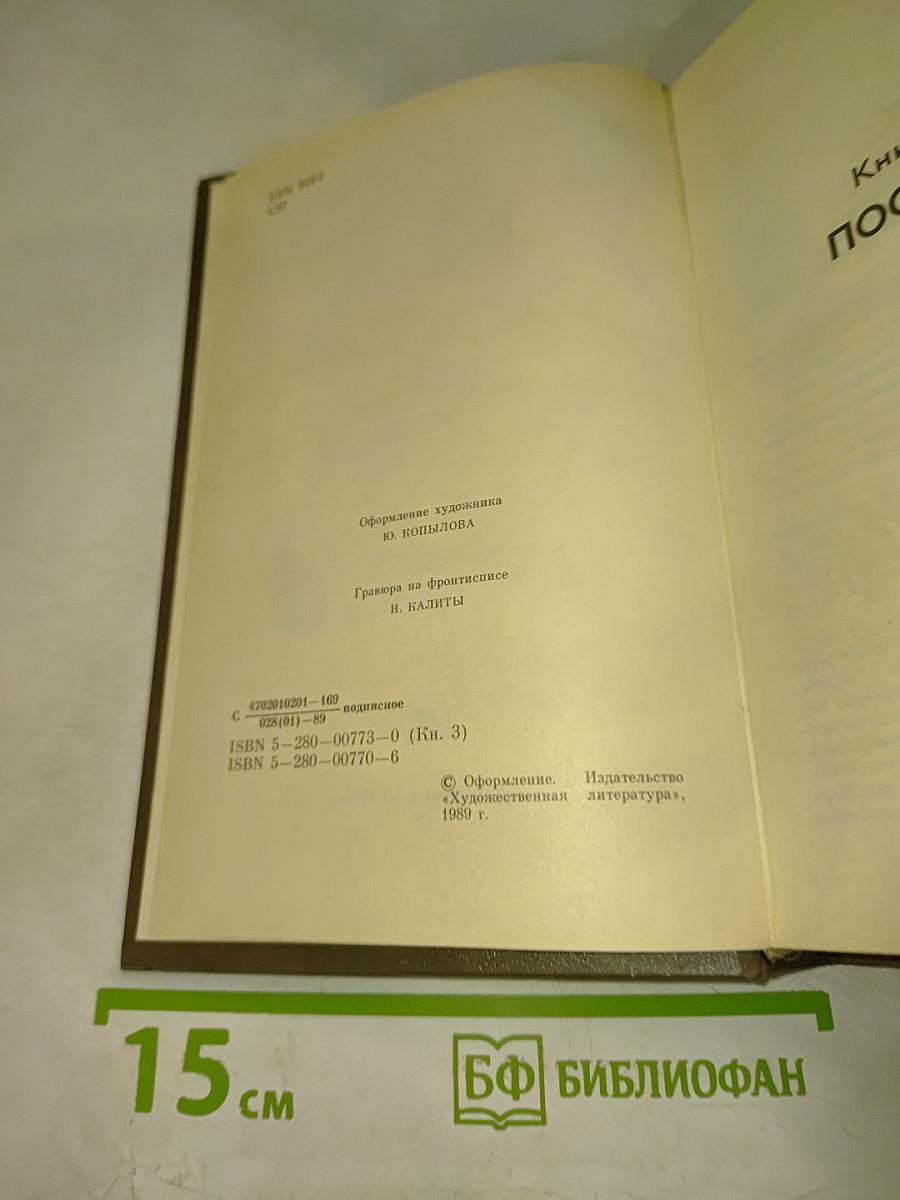 Оформление художника
Ю. КОПЫЛОВА
Гравюра на фронтисписе
Н. КАЛИТЫ
С 4702010201—169
028(01)—89 подписное
ISBN 5—280—00773—0 (Кн. 3)
ISBN 5—280—00770—6
© Оформление. Издательство
«Художественная литература»,
1989 г.
15 см
БФ БИБЛИОФАН